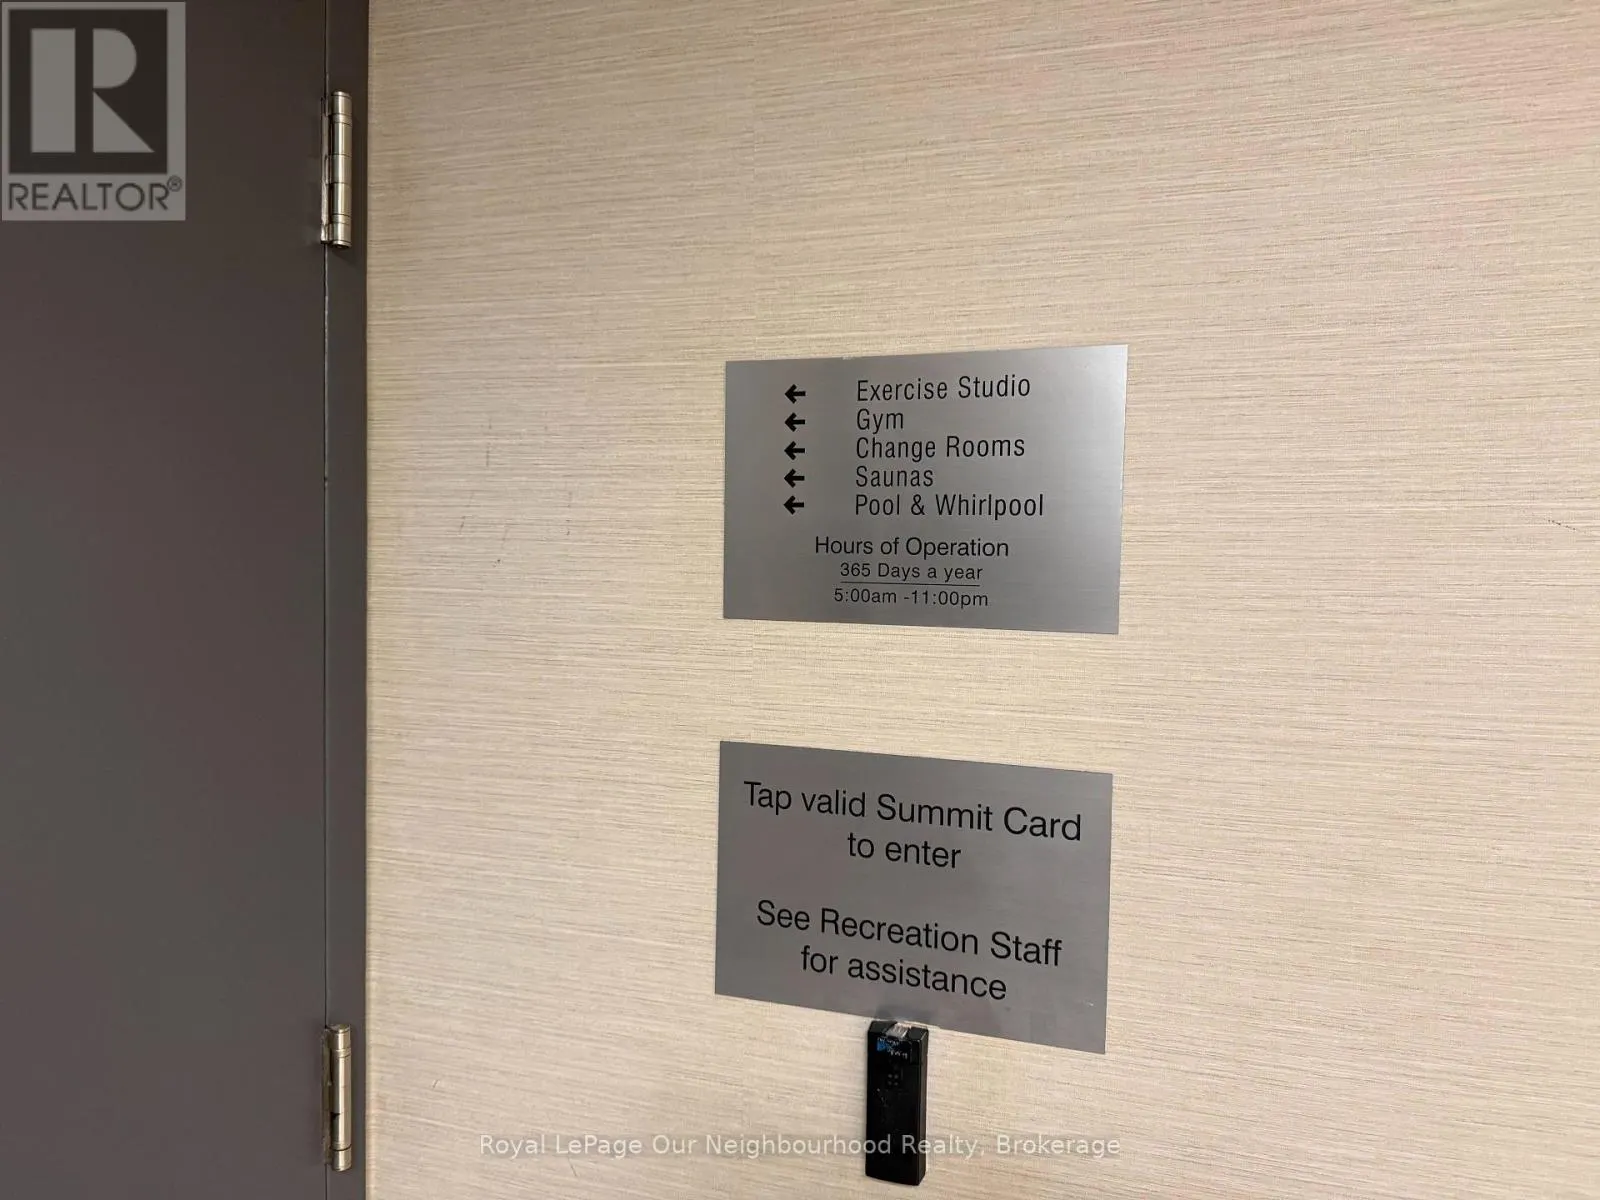 R
REALTOR®
← Exercise Studio
← Gym
← Change Rooms
← Saunas
← Pool & Whirlpool
Hours of Operation
365 Days a year
5:00am -11:00pm
Tap valid Summit Card
to enter
See Recreation Staff
for assistance
Royal LePage Our Neighbourhood Realty, Brokerage